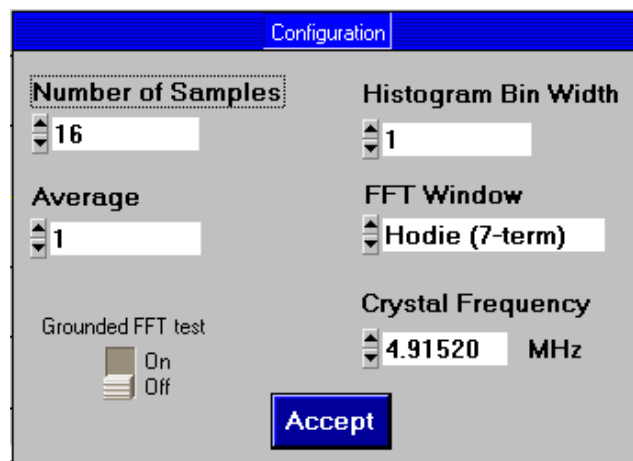 Configuration
Number of Samples
16
Histogram Bin Width
1
Average
1
FFT Window
Hodie (7-term)
Grounded FFT test
On
Off
Crystal Frequency
4.91520 MHz
Accept